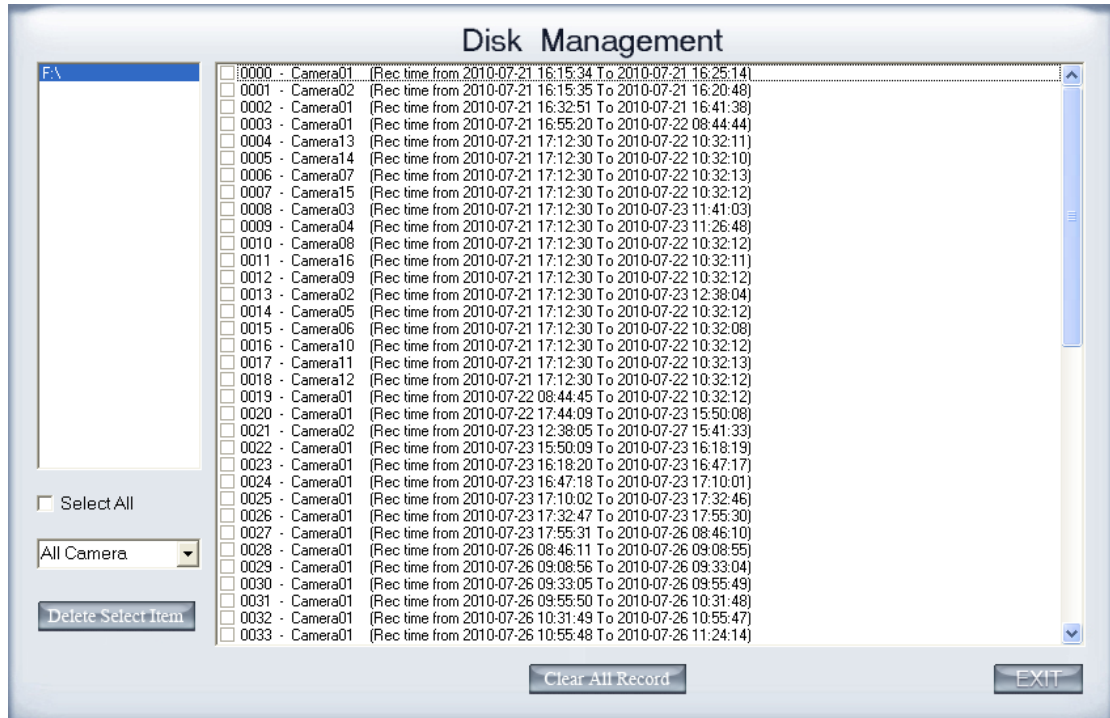 Disk Management
F:\
0000 - Camera01 (Rec time from 2010-07-21 16:15:34 To 2010-07-21 16:25:14)
0001 - Camera02 (Rec time from 2010-07-21 16:15:35 To 2010-07-21 16:20:48)
0002 - Camera01 (Rec time from 2010-07-21 16:32:51 To 2010-07-21 16:41:38)
0003 - Camera01 (Rec time from 2010-07-21 16:55:20 To 2010-07-22 08:44:44)
0004 - Camera13 (Rec time from 2010-07-21 17:12:30 To 2010-07-22 10:32:11)
0005 - Camera14 (Rec time from 2010-07-21 17:12:30 To 2010-07-22 10:32:10)
0006 - Camera07 (Rec time from 2010-07-21 17:12:30 To 2010-07-22 10:32:13)
0007 - Camera15 (Rec time from 2010-07-21 17:12:30 To 2010-07-22 10:32:12)
0008 - Camera03 (Rec time from 2010-07-21 17:12:30 To 2010-07-23 11:41:03)
0009 - Camera04 (Rec time from 2010-07-21 17:12:30 To 2010-07-23 11:26:48)
0010 - Camera08 (Rec time from 2010-07-21 17:12:30 To 2010-07-22 10:32:12)
0011 - Camera16 (Rec time from 2010-07-21 17:12:30 To 2010-07-22 10:32:11)
0012 - Camera09 (Rec time from 2010-07-21 17:12:30 To 2010-07-22 10:32:12)
0013 - Camera02 (Rec time from 2010-07-21 17:12:30 To 2010-07-23 12:38:04)
0014 - Camera05 (Rec time from 2010-07-21 17:12:30 To 2010-07-22 10:32:12)
0015 - Camera06 (Rec time from 2010-07-21 17:12:30 To 2010-07-22 10:32:08)
0016 - Camera10 (Rec time from 2010-07-21 17:12:30 To 2010-07-22 10:32:12)
0017 - Camera11 (Rec time from 2010-07-21 17:12:30 To 2010-07-22 10:32:13)
0018 - Camera12 (Rec time from 2010-07-21 17:12:30 To 2010-07-22 10:32:12)
0019 - Camera01 (Rec time from 2010-07-22 08:44:45 To 2010-07-22 10:32:12)
0020 - Camera01 (Rec time from 2010-07-22 17:44:09 To 2010-07-23 15:50:08)
0021 - Camera02 (Rec time from 2010-07-23 12:38:05 To 2010-07-27 15:41:33)
0022 - Camera01 (Rec time from 2010-07-23 15:50:09 To 2010-07-23 16:18:19)
0023 - Camera01 (Rec time from 2010-07-23 16:18:20 To 2010-07-23 16:47:17)
0024 - Camera01 (Rec time from 2010-07-23 16:47:18 To 2010-07-23 17:10:01)
0025 - Camera01 (Rec time from 2010-07-23 17:10:02 To 2010-07-23 17:32:46)
0026 - Camera01 (Rec time from 2010-07-23 17:32:47 To 2010-07-23 17:55:30)
0027 - Camera01 (Rec time from 2010-07-23 17:55:31 To 2010-07-26 08:46:10)
0028 - Camera01 (Rec time from 2010-07-26 08:46:11 To 2010-07-26 09:08:55)
0029 - Camera01 (Rec time from 2010-07-26 09:08:56 To 2010-07-26 09:33:04)
0030 - Camera01 (Rec time from 2010-07-26 09:33:05 To 2010-07-26 09:55:49)
0031 - Camera01 (Rec time from 2010-07-26 09:55:50 To 2010-07-26 10:31:48)
0032 - Camera01 (Rec time from 2010-07-26 10:31:49 To 2010-07-26 10:55:47)
0033 - Camera01 (Rec time from 2010-07-26 10:55:48 To 2010-07-26 11:24:14)
Select All
All Camera
Delete Select Item
Clear All Record
EXIT